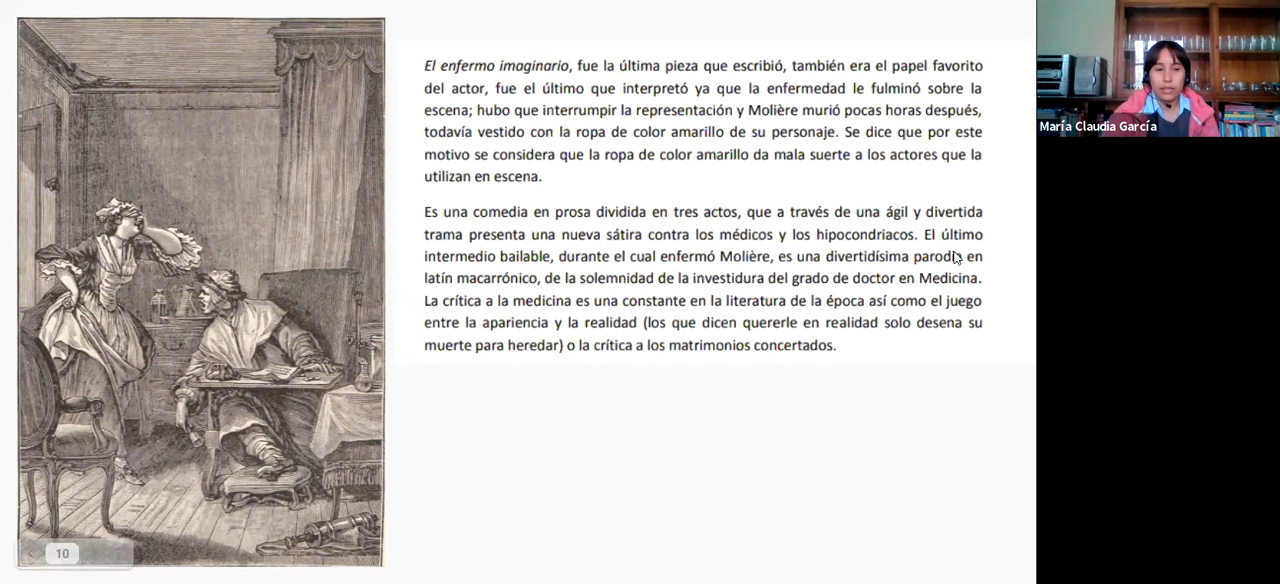 El enfermo imaginario, fue la última pieza que escribió, también era el papel favorito
del actor, fue el último que interpretó ya que la enfermedad le fulminó sobre la
escena; hubo que interrumpir la representación y Molière murió pocas horas después,
todavía vestido con la ropa de color amarillo de su personaje. Se dice que por este
motivo se considera que la ropa de color amarillo da mala suerte a los actores que la
utilizan en escena.
Es una comedia en prosa dividida en tres actos, que a través de una ágil y divertida
trama presenta una nueva sátira contra los médicos y los hipocondriacos. El último
intermedio bailable, durante el cual enfermó Molière, es una divertidísima parodia en
latín macarrónico, de la solemnidad de la investidura del grado de doctor en Medicina.
La crítica a la medicina es una constante en la literatura de la época así como el juego
entre la apariencia y la realidad (los que dicen quererle en realidad solo desena su
muerte para heredar) o la crítica a los matrimonios concertados.
María Claudia García
10